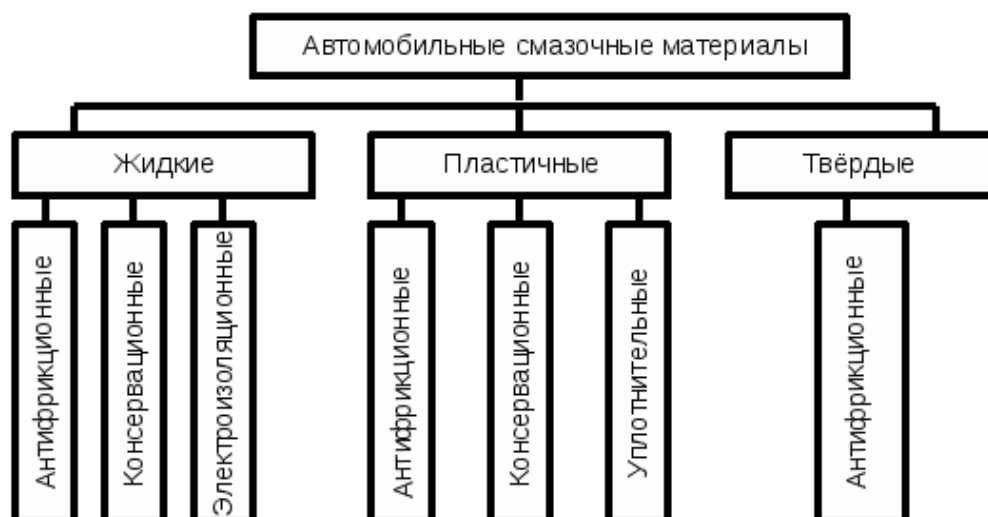 Автомобильные смазочные материалы
Жидкие
Пластичные
Твёрдые
Антифрикционные
Консервационные
Электроизоляционные
Антифрикционные
Консервационные
Уплотнительные
Антифрикционные